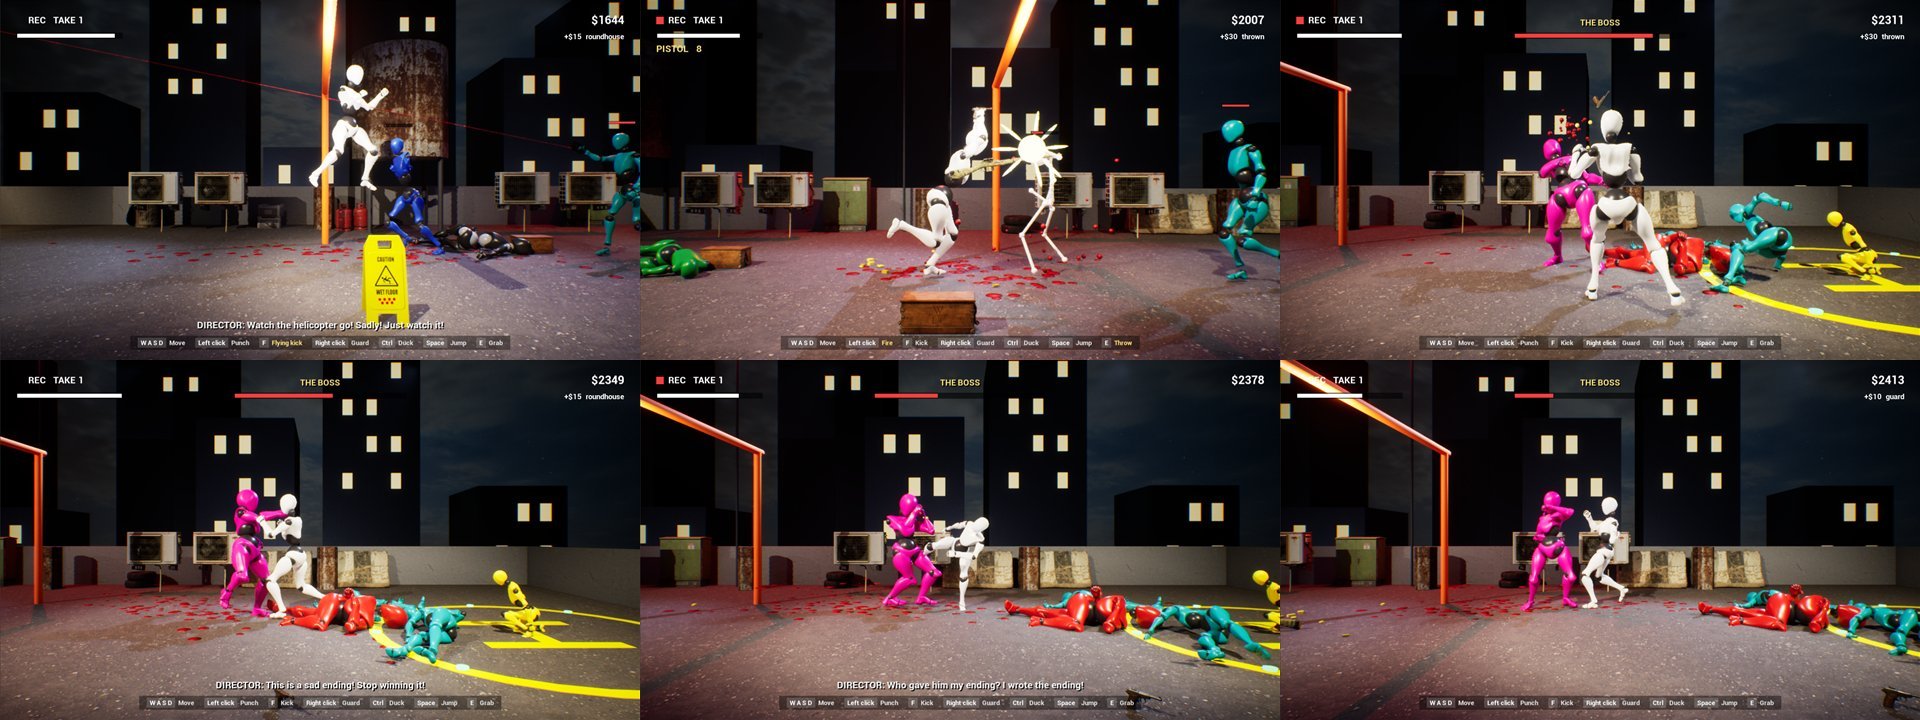 REC TAKE 1
$1644
+$15 roundhouse
CAUTION
WET FLOOR
DIRECTOR: Watch the helicopter go! Sadly! Just watch it!
WASD Move Left click Punch F Flying kick Right click Guard Ctrl Duck Space Jump E Grab
REC TAKE 1
PISTOL 8
$2007
+$30 thrown
WASD Move Left click Fire F Kick Right click Guard Ctrl Duck Space Jump E Throw
REC TAKE 1
THE BOSS
$2311
+$30 thrown
WASD Move Left click Punch F Kick Right click Guard Ctrl Duck Space Jump E Grab
REC TAKE 1
THE BOSS
$2349
+$15 roundhouse
DIRECTOR: This is a sad ending! Stop winning it!
WASD Move Left click Punch F Kick Right click Guard Ctrl Duck Space Jump E Grab
REC TAKE 1
THE BOSS
$2378
DIRECTOR: Who gave him my ending? I wrote the ending!
WASD Move Left click Punch F Kick Right click Guard Ctrl Duck Space Jump E Grab
TAKE 1
THE BOSS
$2413
+$10 guard
WASD Move Left click Punch F Kick Right click Guard Ctrl Duck Space Jump E Grab